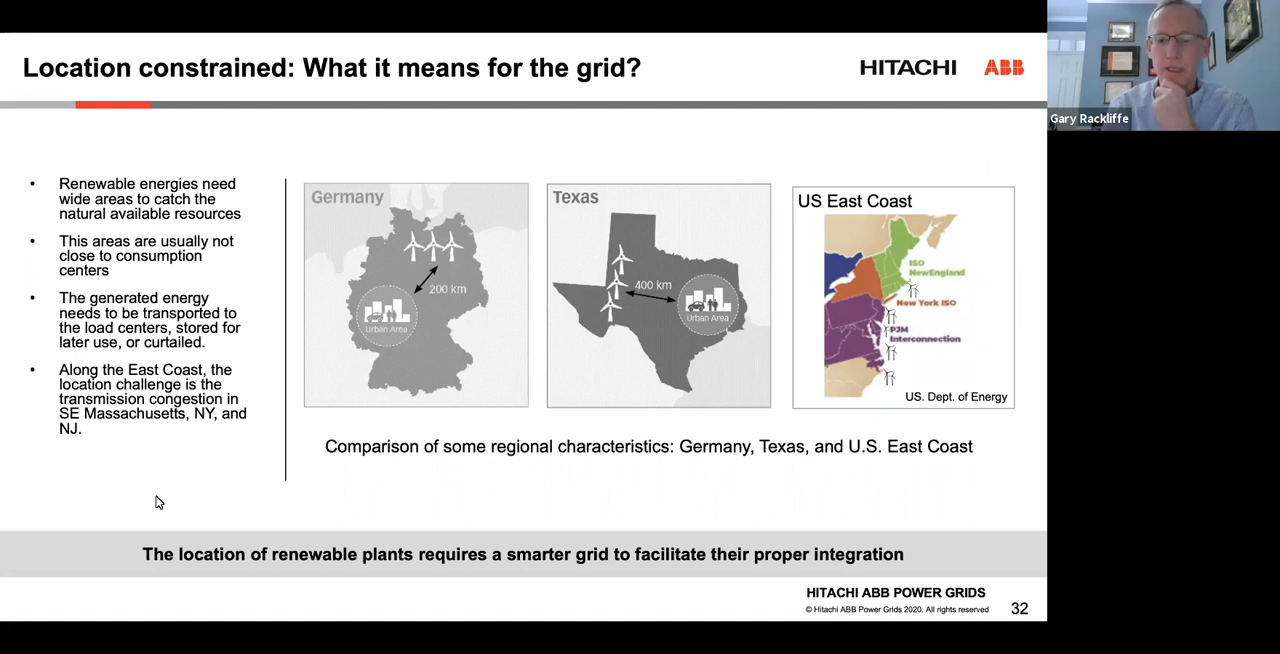 Location constrained: What it means for the grid?
HITACHI ABB
Gary Rackliffe
• Renewable energies need
wide areas to catch the
natural available resources
• This areas are usually not
close to consumption
centers
• The generated energy
needs to be transported to
the load centers, stored for
later use, or curtailed.
• Along the East Coast, the
location challenge is the
transmission congestion in
SE Massachusetts, NY, and
NJ.
Germany
200 km
Urban Area
Texas
400 km
Urban Area
US East Coast
ISO
NewEngland
New York ISO
PJM
Interconnection
US. Dept. of Energy
Comparison of some regional characteristics: Germany, Texas, and U.S. East Coast
The location of renewable plants requires a smarter grid to facilitate their proper integration
HITACHI ABB POWER GRIDS
© Hitachi ABB Power Grids 2020. All rights reserved
32